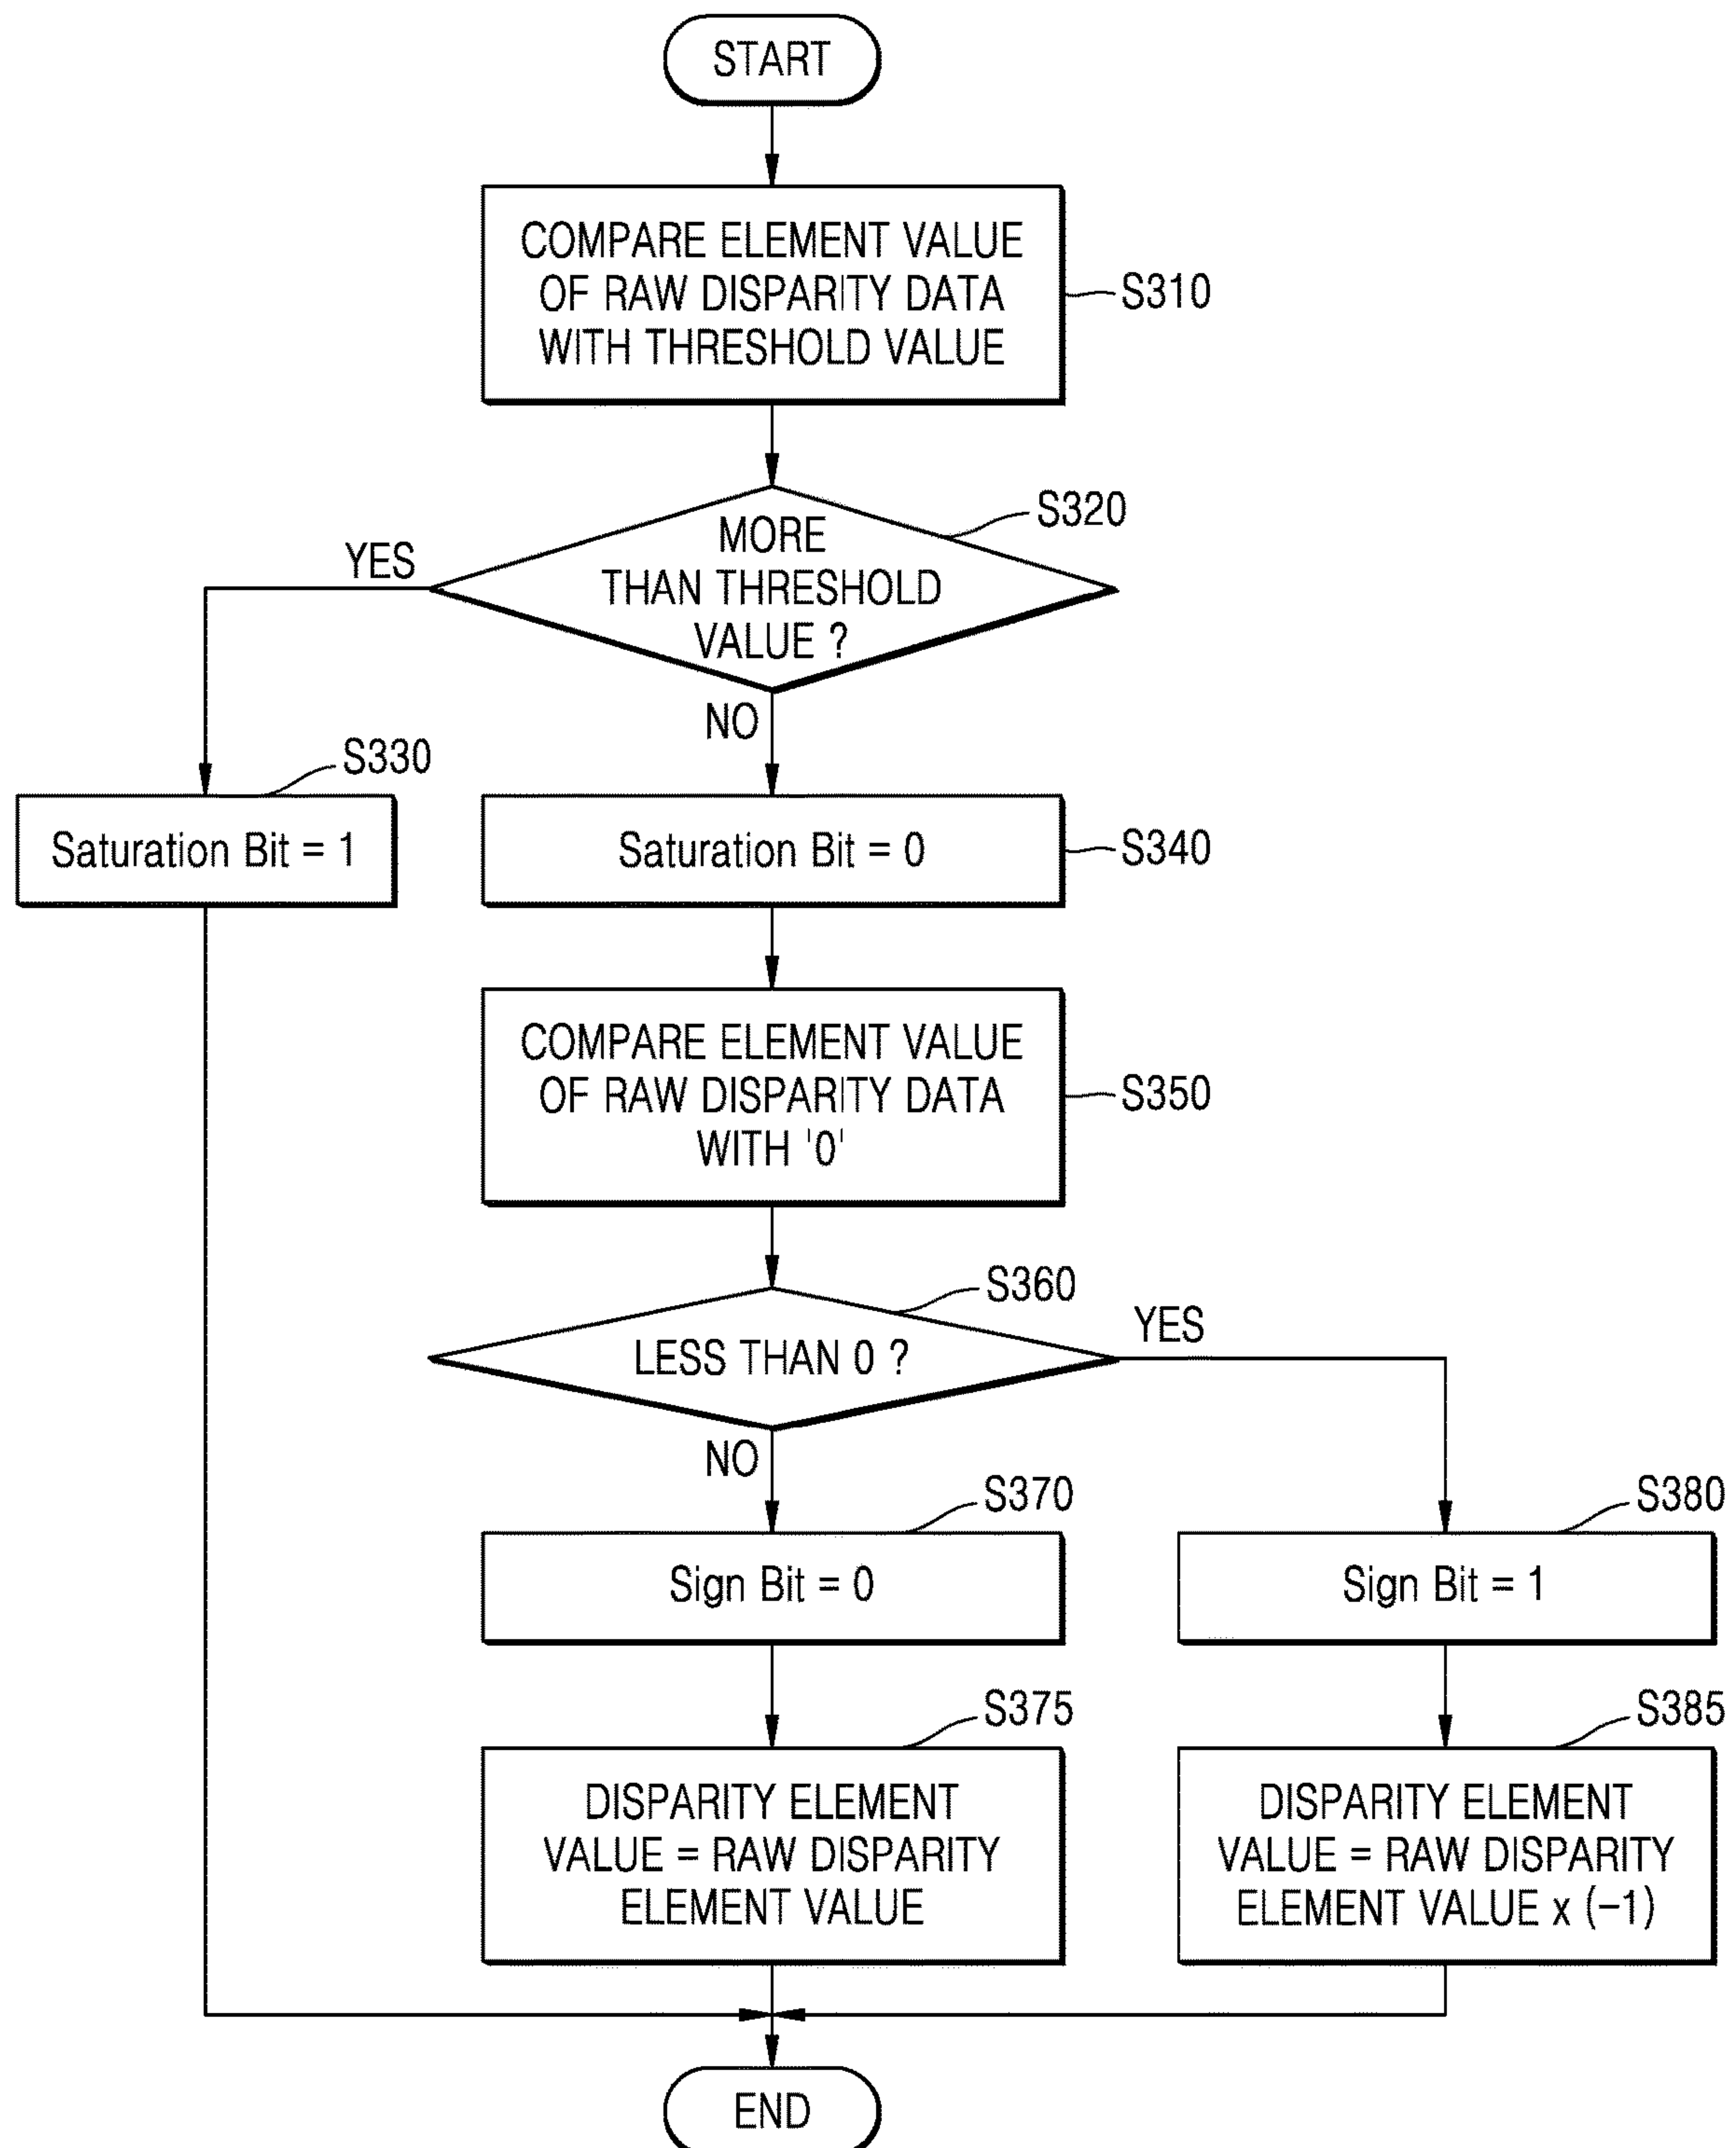 START
COMPARE ELEMENT VALUE
OF RAW DISPARITY DATA
WITH THRESHOLD VALUE
S310
S320
MORE
THAN THRESHOLD
VALUE ?
YES
NO
S330
Saturation Bit = 1
Saturation Bit = 0
S340
COMPARE ELEMENT VALUE
OF RAW DISPARITY DATA
WITH '0'
S350
S360
LESS THAN 0 ?
YES
NO
S370
Sign Bit = 0
S380
Sign Bit = 1
S375
DISPARITY ELEMENT
VALUE = RAW DISPARITY
ELEMENT VALUE
S385
DISPARITY ELEMENT
VALUE = RAW DISPARITY
ELEMENT VALUE x (−1)
END